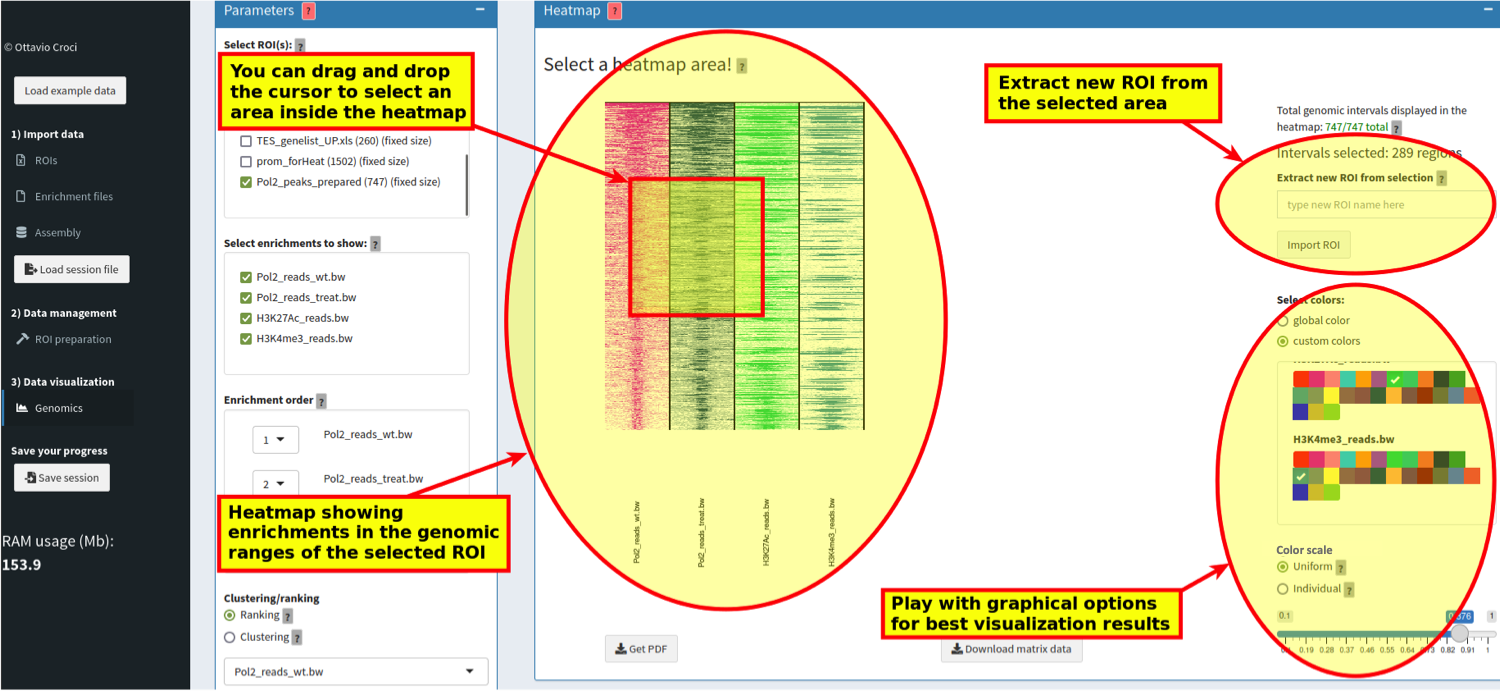 © Ottavio Croci
Load example data
1) Import data
ROIs
Enrichment files
Assembly
Load session file
2) Data management
ROI preparation
3) Data visualization
Genomics
Save your progress
Save session
RAM usage (Mb):
153.9
Parameters ?
Select ROI(s): ?
You can drag and drop
the cursor to select an
area inside the heatmap
TES_genelist_UP.xls (260) (fixed size)
prom_forHeat (1502) (fixed size)
Pol2_peaks_prepared (747) (fixed size)
Select enrichments to show: ?
Pol2_reads_wt.bw
Pol2_reads_treat.bw
H3K27Ac_reads.bw
H3K4me3_reads.bw
Enrichment order ?
1 Pol2_reads_wt.bw
2 Pol2_reads_treat.bw
Heatmap showing
enrichments in the genomic
ranges of the selected ROI
Clustering/ranking
Ranking ?
Clustering ?
Pol2_reads_wt.bw
Heatmap ?
Select a heatmap area! ?
Pol2_reads_wt.bw
Pol2_reads_treat.bw
H3K27Ac_reads.bw
H3K4me3_reads.bw
Get PDF
Download matrix data
Extract new ROI from
the selected area
Total genomic intervals displayed in the
heatmap: 747/747 total ?
Intervals selected: 289 regions
Extract new ROI from selection ?
type new ROI name here
Import ROI
Select colors:
global color
custom colors
H3K4me3_reads.bw
Color scale
Uniform ?
Individual ?
Play with graphical options
for best visualization results
0.1 1
0.1 0.19 0.28 0.37 0.46 0.55 0.64 0.73 0.82 0.91 1